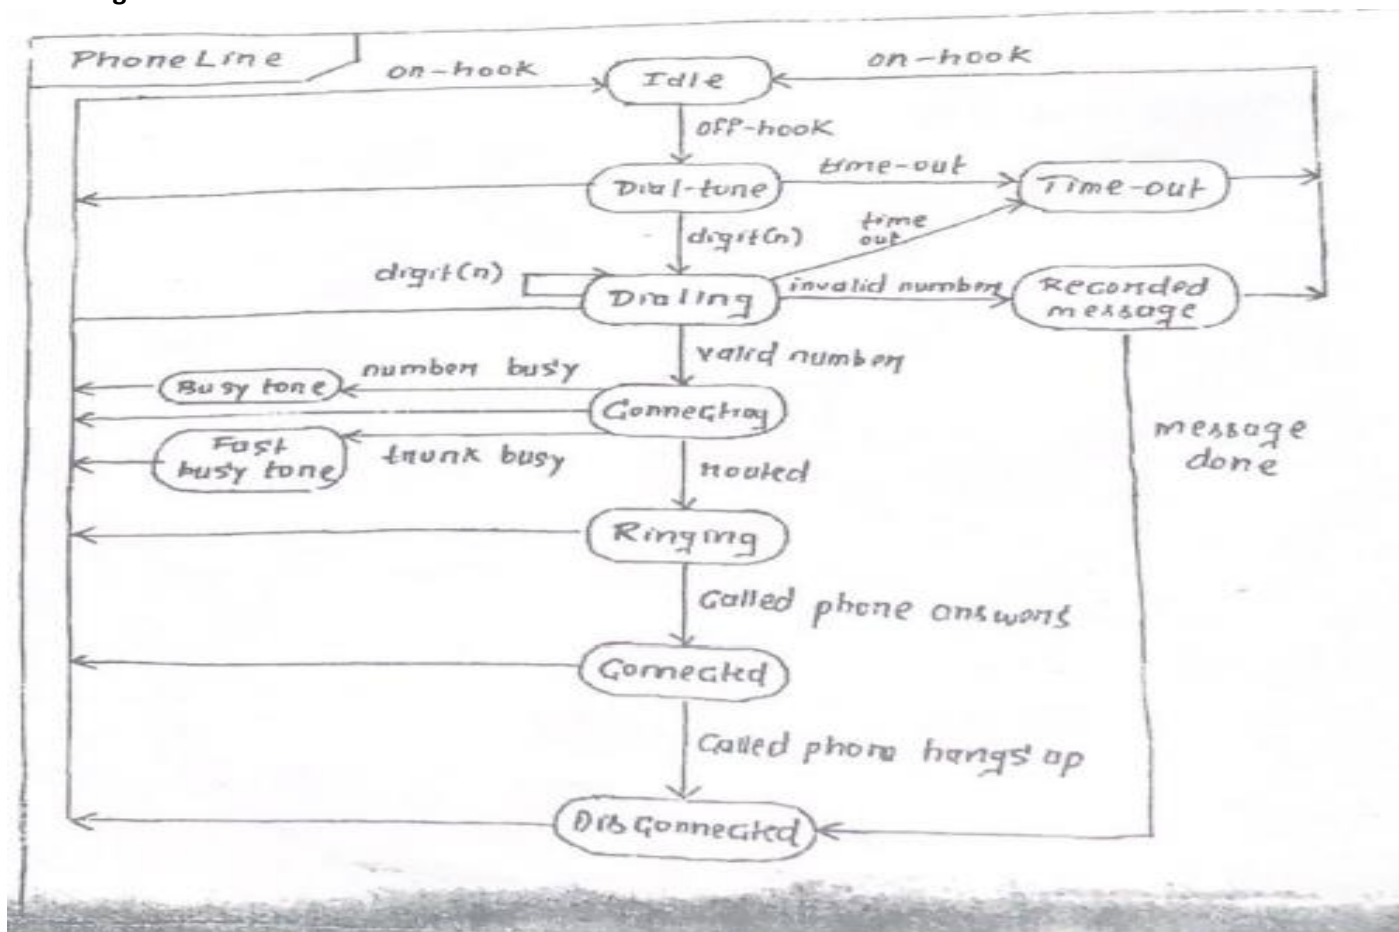 PhoneLine
on-hook
Idle
on-hook
off-hook
Dial-tone
time-out
Time-out
digit(n)
time
out
digit(n)
Dialing
invalid number
Recorded
message
valid number
number busy
Busy tone
Connecting
Fast
busy tone
trunk busy
routed
message
done
Ringing
Called phone answers
Connected
Called phone hangs up
Disconnected